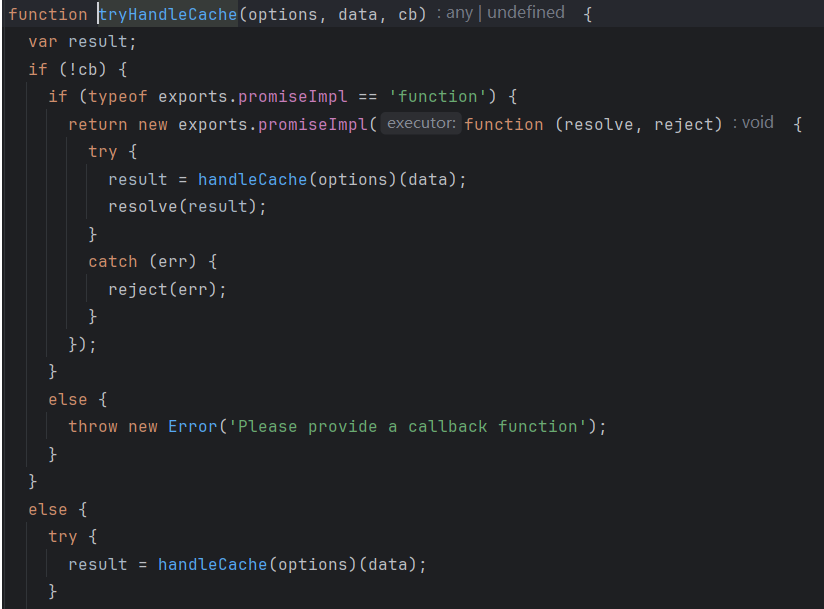 function tryHandleCache(options, data, cb) : any | undefined {
  var result;
  if (!cb) {
    if (typeof exports.promiseImpl == 'function') {
      return new exports.promiseImpl( executor: function (resolve, reject) : void {
        try {
          result = handleCache(options)(data);
          resolve(result);
        }
        catch (err) {
          reject(err);
        }
      });
    }
    else {
      throw new Error('Please provide a callback function');
    }
  }
  else {
    try {
      result = handleCache(options)(data);
    }